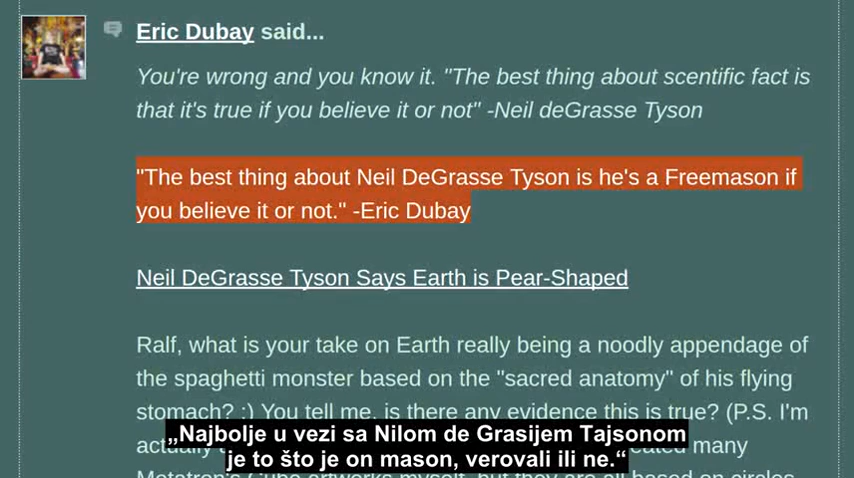 Eric Dubay said...
You're wrong and you know it. "The best thing about scentific fact is
that it's true if you believe it or not" -Neil deGrasse Tyson
"The best thing about Neil DeGrasse Tyson is he's a Freemason if
you believe it or not." -Eric Dubay
Neil DeGrasse Tyson Says Earth is Pear-Shaped
Ralf, what is your take on Earth really being a noodly appendage of
the spaghetti monster based on the "sacred anatomy" of his flying
stomach? :) You tell me, is there any evidence this is true? (P.S. I'm
many
„Najbolje u vezi sa Nilom de Grasijem Tajsonom
je to što je on mason, verovali ili ne.“